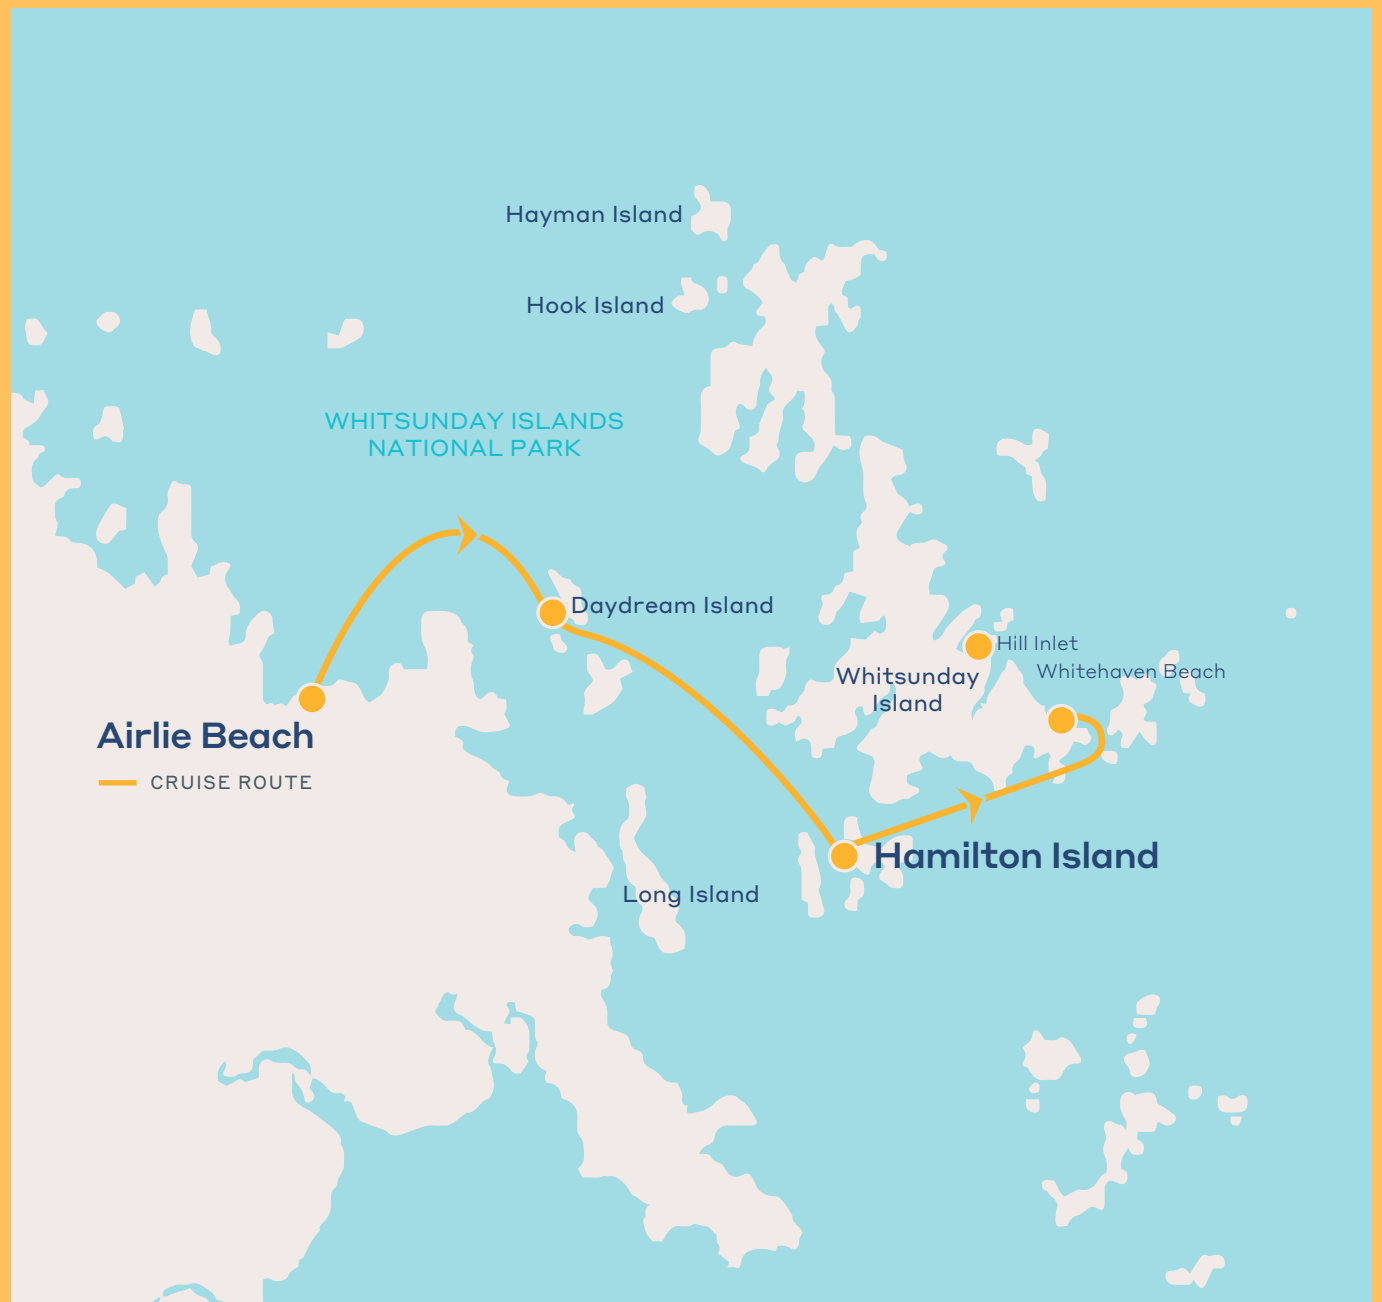 Hayman Island
Hook Island
WHITSUNDAY ISLANDS
NATIONAL PARK
Daydream Island
Hill Inlet
Whitehaven Beach
Whitsunday
Island
Airlie Beach
CRUISE ROUTE
Hamilton Island
Long Island